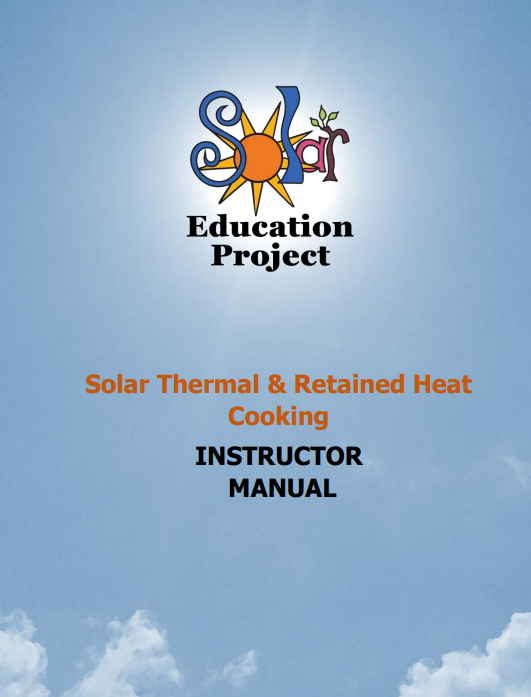 Solar
Education
Project
Solar Thermal & Retained Heat
Cooking
INSTRUCTOR
MANUAL